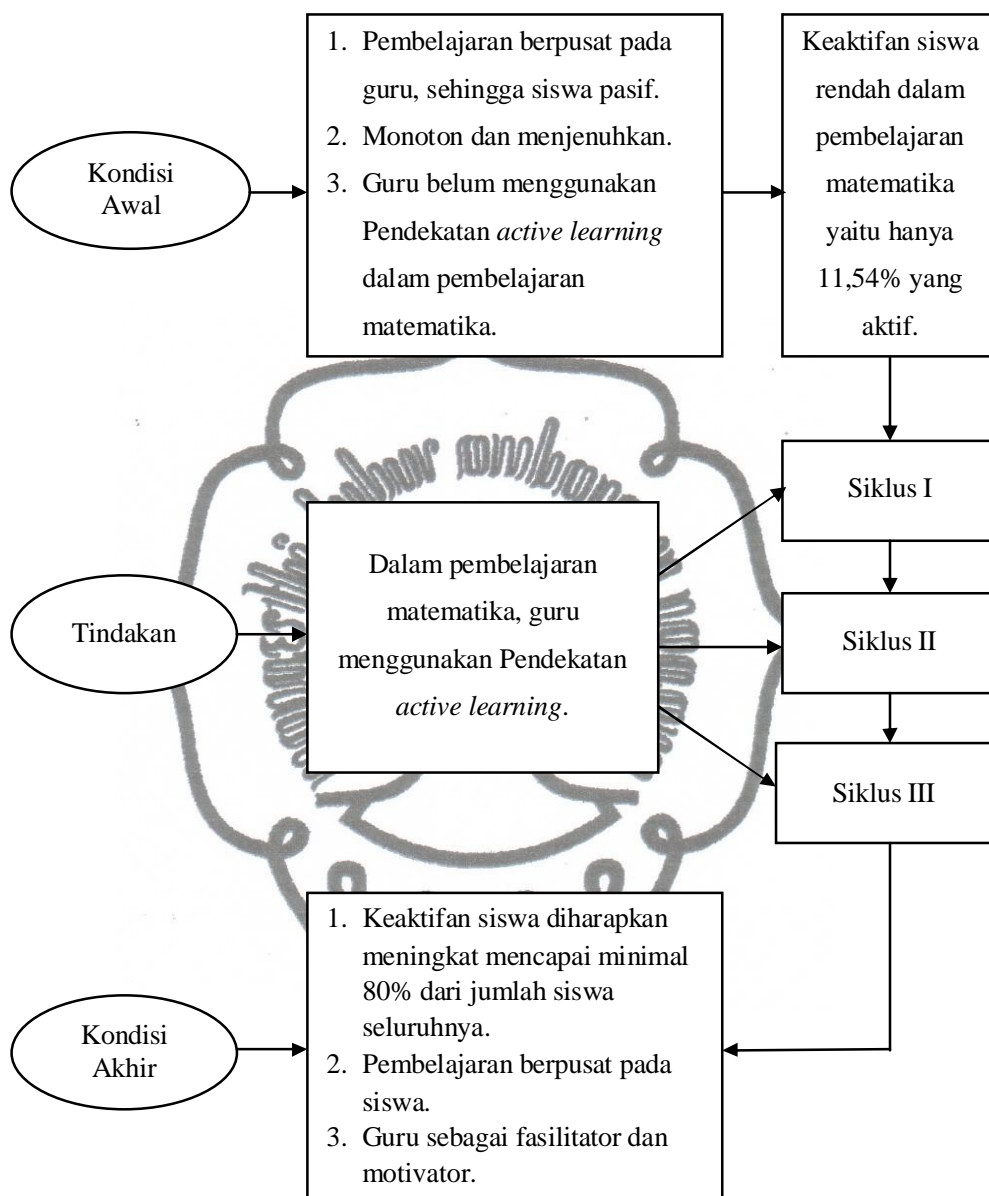 Kondisi
Awal
1. Pembelajaran berpusat pada
guru, sehingga siswa pasif.
2. Monoton dan menjenuhkan.
3. Guru belum menggunakan
Pendekatan active learning
dalam pembelajaran
matematika.
Keaktifan siswa
rendah dalam
pembelajaran
matematika
yaitu hanya
11,54% yang
aktif.
Siklus I
Tindakan
Dalam pembelajaran
matematika, guru
menggunakan Pendekatan
active learning.
Siklus II
Siklus III
Kondisi
Akhir
1. Keaktifan siswa diharapkan
meningkat mencapai minimal
80% dari jumlah siswa
seluruhnya.
2. Pembelajaran berpusat pada
siswa.
3. Guru sebagai fasilitator dan
motivator.